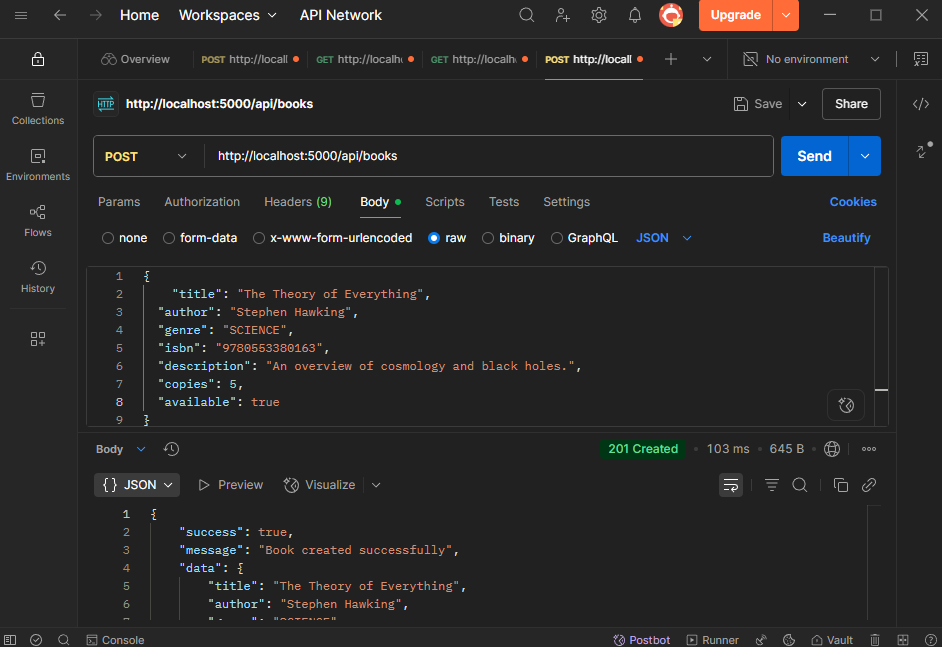 Home Workspaces API Network Upgrade
Overview POST http://locall GET http://localh GET http://localh POST http://locall No environment
HTTP http://localhost:5000/api/books Save Share
Collections
Environments
Flows
History
POST http://localhost:5000/api/books Send
Params Authorization Headers (9) Body Scripts Tests Settings Cookies
none form-data x-www-form-urlencoded raw binary GraphQL JSON Beautify
1 {
2 "title": "The Theory of Everything",
3 "author": "Stephen Hawking",
4 "genre": "SCIENCE",
5 "isbn": "9780553380163",
6 "description": "An overview of cosmology and black holes.",
7 "copies": 5,
8 "available": true
9 }
Body 201 Created 103 ms 645 B
{} JSON Preview Visualize
1 {
2 "success": true,
3 "message": "Book created successfully",
4 "data": {
5 "title": "The Theory of Everything",
6 "author": "Stephen Hawking",
Console Postbot Runner Vault